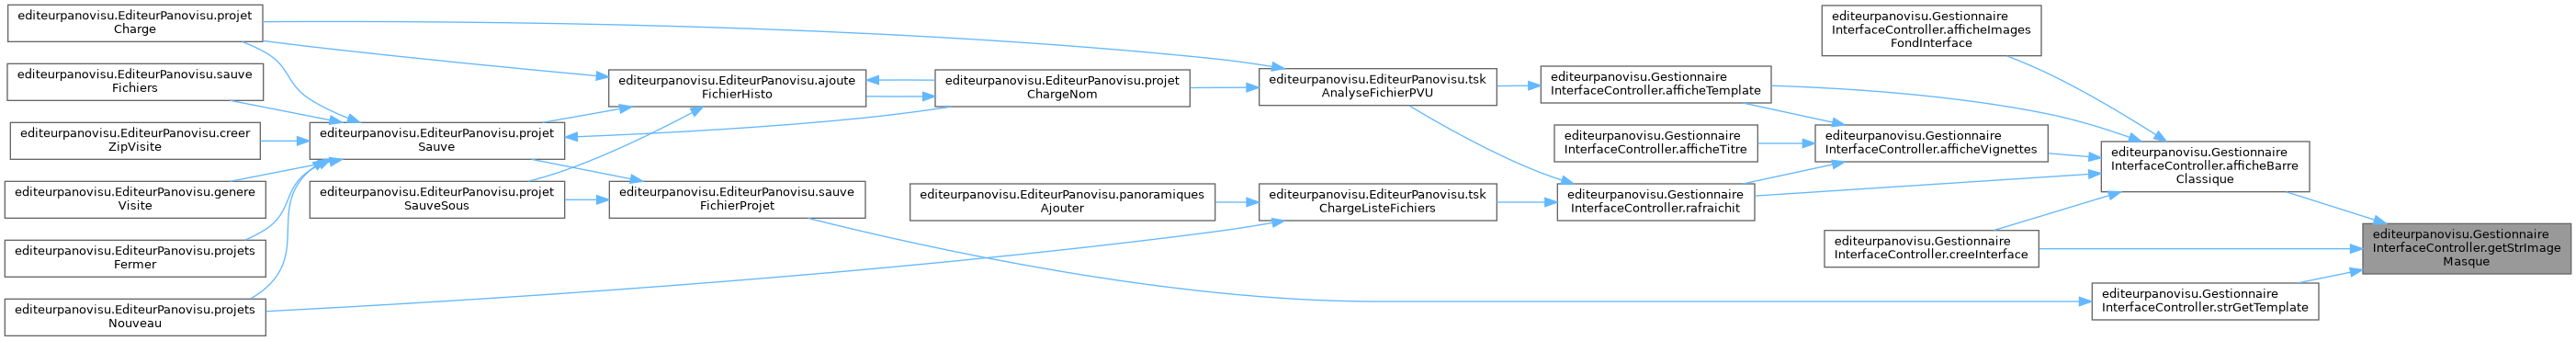 editeurpanovisu.EditeurPanovisu.projet
Charge
editeurpanovisu.EditeurPanovisu.sauve
Fichiers
editeurpanovisu.EditeurPanovisu.creer
ZipVisite
editeurpanovisu.EditeurPanovisu.genere
Visite
editeurpanovisu.EditeurPanovisu.projets
Fermer
editeurpanovisu.EditeurPanovisu.projets
Nouveau
editeurpanovisu.EditeurPanovisu.projet
Sauve
editeurpanovisu.EditeurPanovisu.projet
SauveSous
editeurpanovisu.EditeurPanovisu.ajoute
FichierHisto
editeurpanovisu.EditeurPanovisu.sauve
FichierProjet
editeurpanovisu.EditeurPanovisu.projet
ChargeNom
editeurpanovisu.EditeurPanovisu.panoramiques
Ajouter
editeurpanovisu.EditeurPanovisu.tsk
AnalyseFichierPVU
editeurpanovisu.EditeurPanovisu.tsk
ChargeListeFichiers
editeurpanovisu.Gestionnaire
InterfaceController.afficheTemplate
editeurpanovisu.Gestionnaire
InterfaceController.afficheTitre
editeurpanovisu.Gestionnaire
InterfaceController.rafraichit
editeurpanovisu.Gestionnaire
InterfaceController.afficheImages
FondInterface
editeurpanovisu.Gestionnaire
InterfaceController.afficheVignettes
editeurpanovisu.Gestionnaire
InterfaceController.creeInterface
editeurpanovisu.Gestionnaire
InterfaceController.afficheBarre
Classique
editeurpanovisu.Gestionnaire
InterfaceController.strGetTemplate
editeurpanovisu.Gestionnaire
InterfaceController.getStrImage
Masque